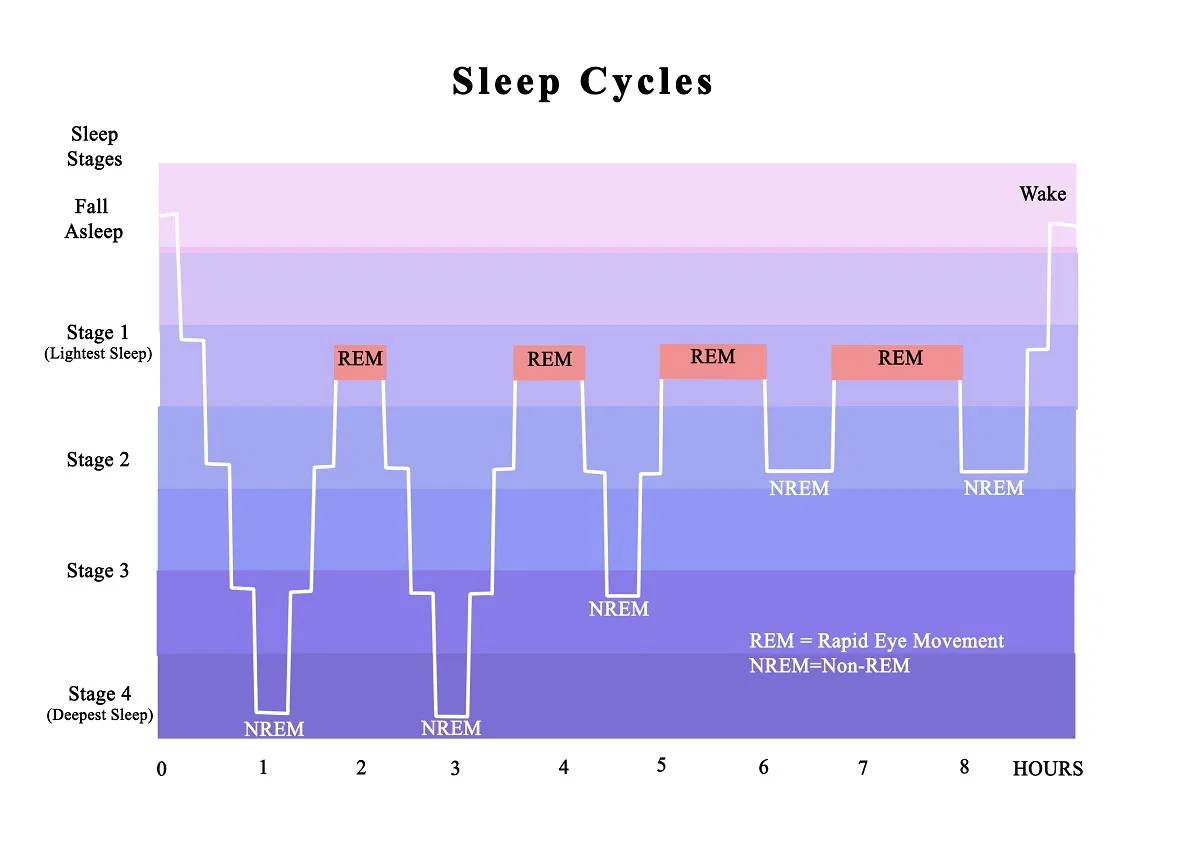 Sleep Cycles
Sleep
Stages
Fall
Asleep
Wake
Stage 1
(Lightest Sleep)
REM
REM
REM
REM
Stage 2
NREM
NREM
Stage 3
NREM
REM = Rapid Eye Movement
NREM=Non-REM
Stage 4
(Deepest Sleep)
NREM
NREM
0 1 2 3 4 5 6 7 8 HOURS